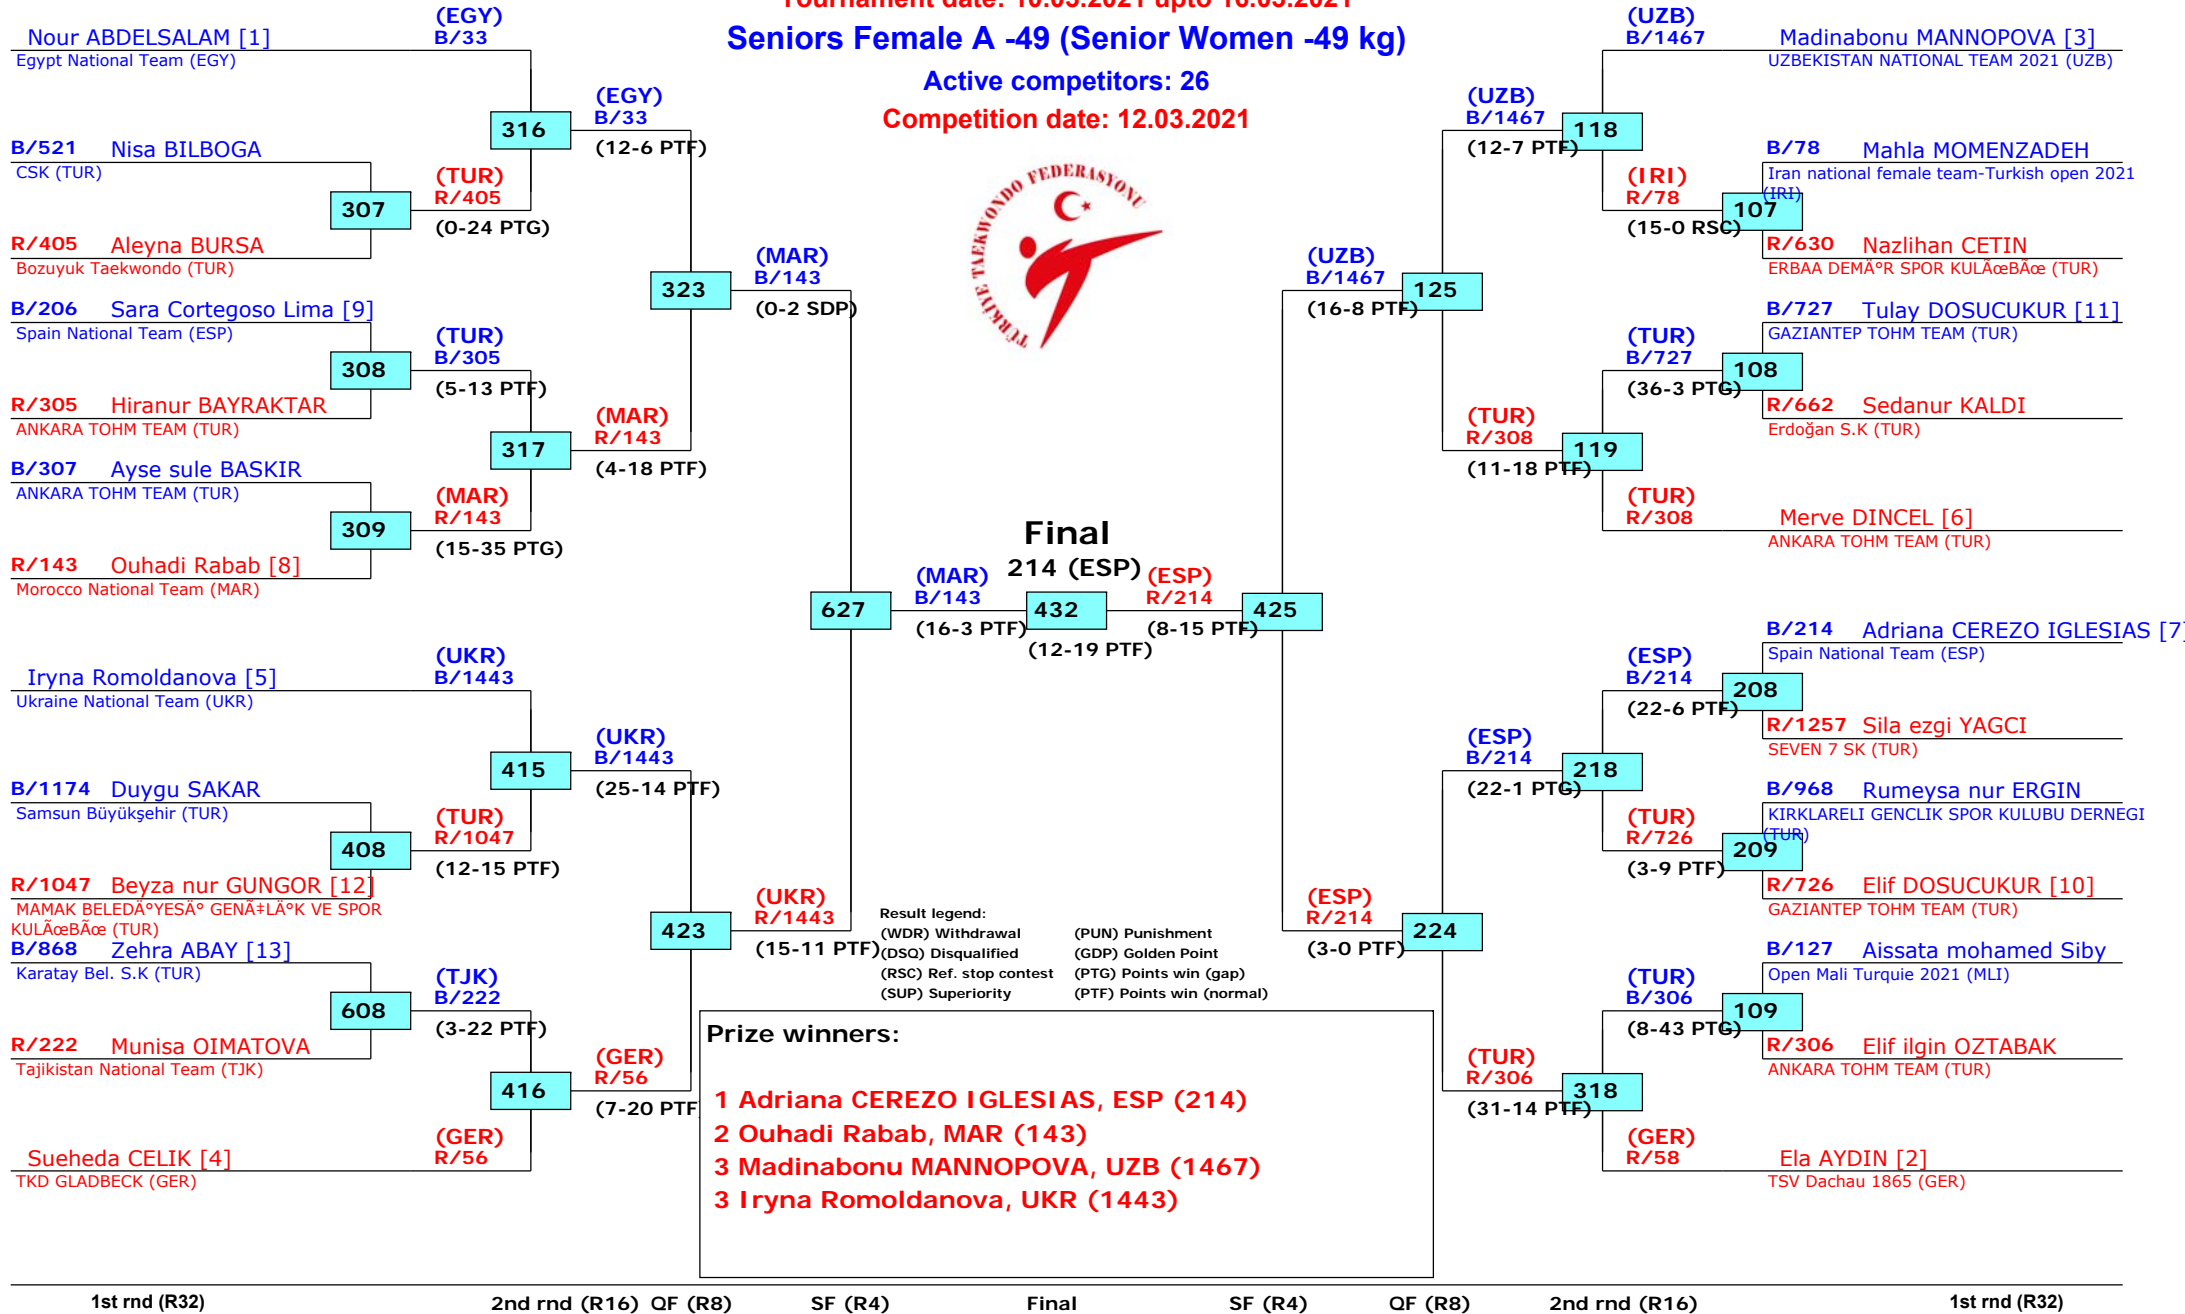 Tournament date: 10.03.2021 upto 16.03.2021
Seniors Female A -49 (Senior Women -49 kg)
Active competitors: 26
Competition date: 12.03.2021
TÜRKİYE TAEKWONDO FEDERASYONU
Nour ABDELSALAM [1]
Egypt National Team (EGY)
(EGY)
B/33
B/521 Nisa BILBOGA
CSK (TUR)
307
R/405 Aleyna BURSA
Bozuyuk Taekwondo (TUR)
(TUR)
R/405
(0-24 PTG)
316
(EGY)
B/33
(12-6 PTF)
B/206 Sara Cortegoso Lima [9]
Spain National Team (ESP)
308
R/305 Hiranur BAYRAKTAR
ANKARA TOHM TEAM (TUR)
(TUR)
B/305
(5-13 PTF)
B/307 Ayse sule BASKIR
ANKARA TOHM TEAM (TUR)
309
R/143 Ouhadi Rabab [8]
Morocco National Team (MAR)
(MAR)
R/143
(15-35 PTG)
317
(MAR)
R/143
(4-18 PTF)
323
(MAR)
B/143
(0-2 SDP)
Iryna Romoldanova [5]
Ukraine National Team (UKR)
(UKR)
B/1443
B/1174 Duygu SAKAR
Samsun Büyükşehir (TUR)
408
R/1047 Beyza nur GUNGOR [12]
MAMAK BELEDÄ°YESÄ° GENÃ‡LÄ°K VE SPOR
KULÃœBÃœ (TUR)
(TUR)
R/1047
(12-15 PTF)
415
(UKR)
B/1443
(25-14 PTF)
B/868 Zehra ABAY [13]
Karatay Bel. S.K (TUR)
608
R/222 Munisa OIMATOVA
Tajikistan National Team (TJK)
(TJK)
B/222
(3-22 PTF)
Sueheda CELIK [4]
TKD GLADBECK (GER)
(GER)
R/56
416
(GER)
R/56
(7-20 PTF)
423
(UKR)
R/1443
(15-11 PTF)
627
(MAR)
B/143
(16-3 PTF)
Final
214 (ESP)
432
(12-19 PTF)
(ESP)
R/214
(8-15 PTF)
425
(UZB)
B/1467
(16-8 PTF)
125
(UZB)
B/1467
(12-7 PTF)
118
(UZB)
B/1467
Madinabonu MANNOPOVA [3]
UZBEKISTAN NATIONAL TEAM 2021 (UZB)
(IRI)
R/78
(15-0 RSC)
B/78 Mahla MOMENZADEH
Iran national female team-Turkish open 2021
(IRI)
107
R/630 Nazlihan CETIN
ERBAA DEMÄ°R SPOR KULÃœBÃœ (TUR)
(TUR)
R/308
(11-18 PTF)
119
(TUR)
B/727
(36-3 PTG)
B/727 Tulay DOSUCUKUR [11]
GAZIANTEP TOHM TEAM (TUR)
108
R/662 Sedanur KALDI
Erdoğan S.K (TUR)
(TUR)
R/308
Merve DINCEL [6]
ANKARA TOHM TEAM (TUR)
(ESP)
R/214
(3-0 PTF)
224
(ESP)
B/214
(22-1 PTG)
218
(ESP)
B/214
(22-6 PTF)
B/214 Adriana CEREZO IGLESIAS [7]
Spain National Team (ESP)
208
R/1257 Sila ezgi YAGCI
SEVEN 7 SK (TUR)
(TUR)
R/726
(3-9 PTF)
B/968 Rumeysa nur ERGIN
KIRKLARELI GENCLIK SPOR KULUBU DERNEGI
(TUR)
209
R/726 Elif DOSUCUKUR [10]
GAZIANTEP TOHM TEAM (TUR)
(TUR)
R/306
(31-14 PTF)
318
(TUR)
B/306
(8-43 PTG)
B/127 Aissata mohamed Siby
Open Mali Turquie 2021 (MLI)
109
R/306 Elif ilgin OZTABAK
ANKARA TOHM TEAM (TUR)
(GER)
R/58
Ela AYDIN [2]
TSV Dachau 1865 (GER)
Result legend:
(WDR) Withdrawal (PUN) Punishment
(DSQ) Disqualified (GDP) Golden Point
(RSC) Ref. stop contest (PTG) Points win (gap)
(SUP) Superiority (PTF) Points win (normal)
Prize winners:
1 Adriana CEREZO IGLESIAS, ESP (214)
2 Ouhadi Rabab, MAR (143)
3 Madinabonu MANNOPOVA, UZB (1467)
3 Iryna Romoldanova, UKR (1443)
1st rnd (R32) 2nd rnd (R16) QF (R8) SF (R4) Final SF (R4) QF (R8) 2nd rnd (R16) 1st rnd (R32)